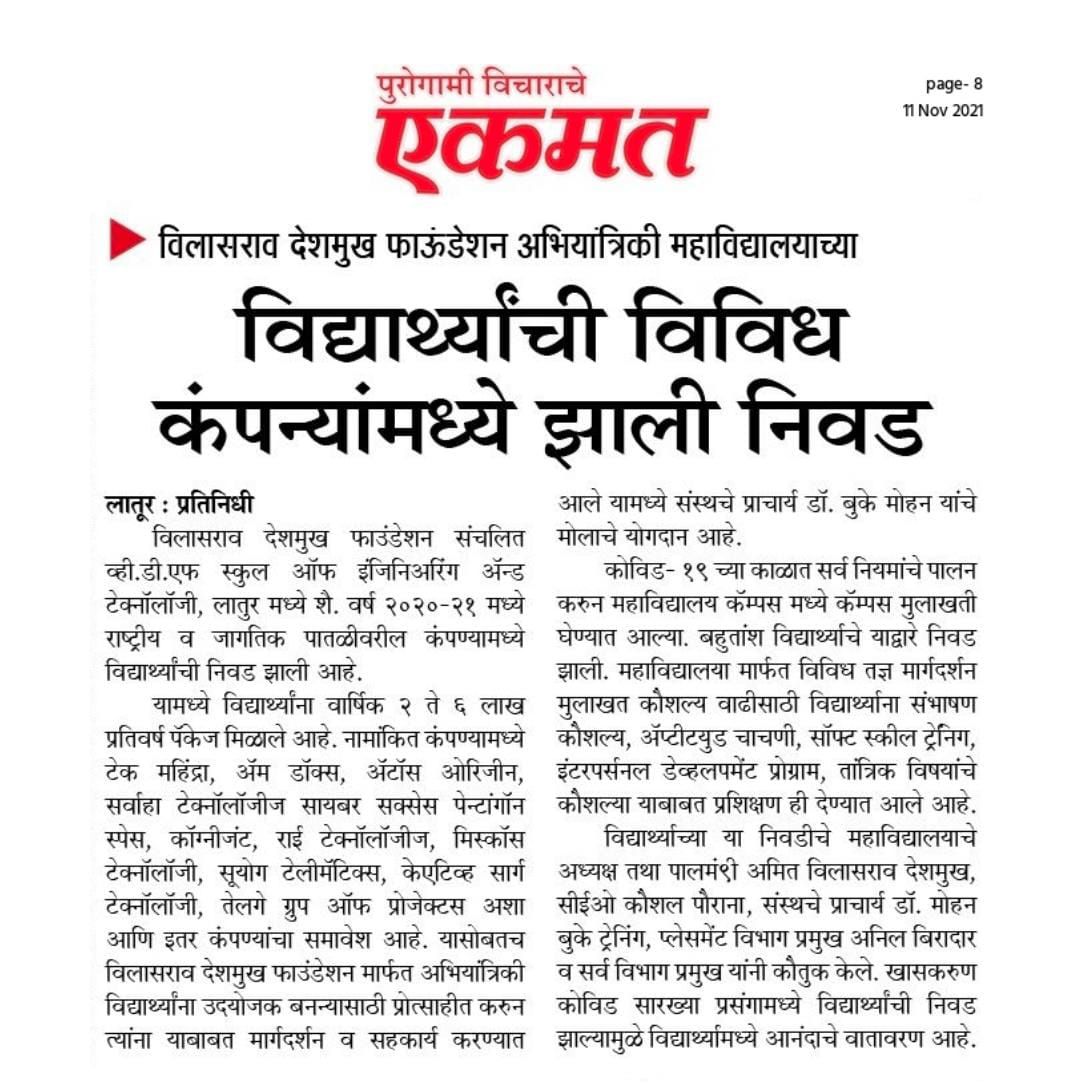 पुरोगामी विचाराचे
एकमत
page- 8
11 Nov 2021
विलासराव देशमुख फाऊंडेशन अभियांत्रिकी महाविद्यालयाच्या
विद्यार्थ्यांची विविध
कंपन्यांमध्ये झाली निवड
लातूर : प्रतिनिधी
विलासराव देशमुख फाउंडेशन संचलित
व्ही.डी.एफ स्कुल ऑफ इंजिनिअरिंग ॲन्ड
टेक्नॉलॉजी, लातुर मध्ये शै. वर्ष २०२०-२१ मध्ये
राष्ट्रीय व जागतिक पातळीवरील कंपण्यामध्ये
विद्यार्थ्यांची निवड झाली आहे.
यामध्ये विद्यार्थ्यांना वार्षिक २ ते ६ लाख
प्रतिवर्ष पॅकेज मिळाले आहे. नामांकित कंपण्यामध्ये
टेक महिंद्रा, ॲम डॉक्स, ॲटॉस ओरिजीन,
सर्वाहा टेक्नॉलॉजीज सायबर सक्सेस पेन्टांगॉन
स्पेस, कॉग्नीजंट, राई टेक्नॉलॉजीज, मिस्कॉस
टेक्नॉलॉजी, सूयोग टेलीमॅटिक्स, केएटिव्ह सार्ग
टेक्नॉलॉजी, तेलगे ग्रुप ऑफ प्रोजेक्टस अशा
आणि इतर कंपण्यांचा समावेश आहे. यासोबतच
विलासराव देशमुख फाउंडेशन मार्फत अभियांत्रिकी
विद्यार्थ्यांना उदयोजक बनन्यासाठी प्रोत्साहीत करुन
त्यांना याबाबत मार्गदर्शन व सहकार्य करण्यात
आले यामध्ये संस्थचे प्राचार्य डॉ. बुके मोहन यांचे
मोलाचे योगदान आहे.
कोविड- १९ च्या काळात सर्व नियमांचे पालन
करुन महाविद्यालय कॅम्पस मध्ये कॅम्पस मुलाखती
घेण्यात आल्या. बहुतांश विद्यार्थ्याचे याद्वारे निवड
झाली. महाविद्यालया मार्फत विविध तज्ञ मार्गदर्शन
मुलाखत कौशल्य वाढीसाठी विद्यार्थ्याना संभाषण
कौशल्य, ॲप्टीटयुड चाचणी, सॉफ्ट स्कील ट्रेनिंग,
इंटरपर्सनल डेव्हलपमेंट प्रोग्राम, तांत्रिक विषयांचे
कौशल्या याबाबत प्रशिक्षण ही देण्यात आले आहे.
विद्यार्थ्याच्या या निवडीचे महाविद्यालयाचे
अध्यक्ष तथा पालमंत्री अमित विलासराव देशमुख,
सीईओ कौशल पौराना, संस्थचे प्राचार्य डॉ. मोहन
बुके ट्रेनिंग, प्लेसमेंट विभाग प्रमुख अनिल बिरादार
व सर्व विभाग प्रमुख यांनी कौतुक केले. खासकरुण
कोविड सारख्या प्रसंगामध्ये विद्यार्थ्यांची निवड
झाल्यामुळे विद्यार्थ्यामध्ये आनंदाचे वातावरण आहे.